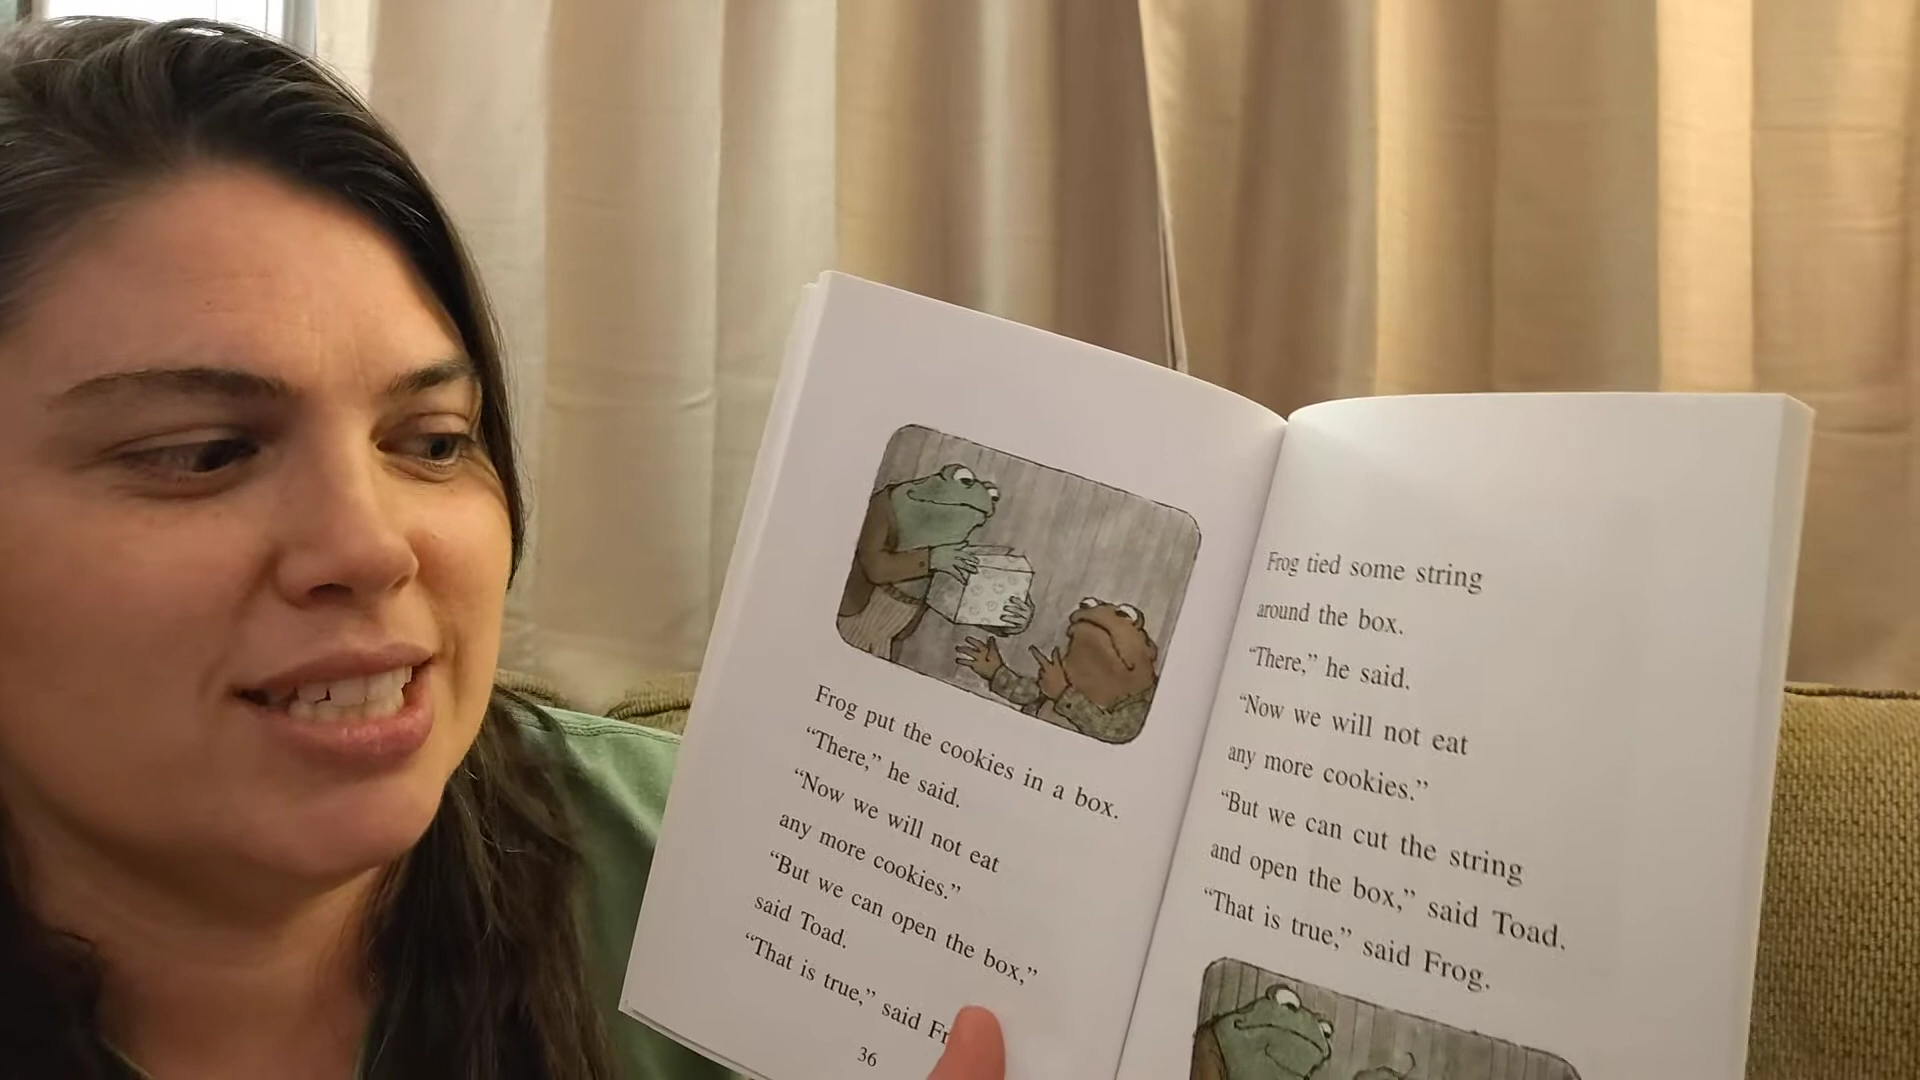 Frog put the cookies in a box.
“There,” he said.
“Now we will not eat
any more cookies.”
“But we can open the box,”
said Toad.
“That is true,” said Fr
36
Frog tied some string
around the box.
“There,” he said.
“Now we will not eat
any more cookies.”
“But we can cut the string
and open the box,” said Toad.
“That is true,” said Frog.